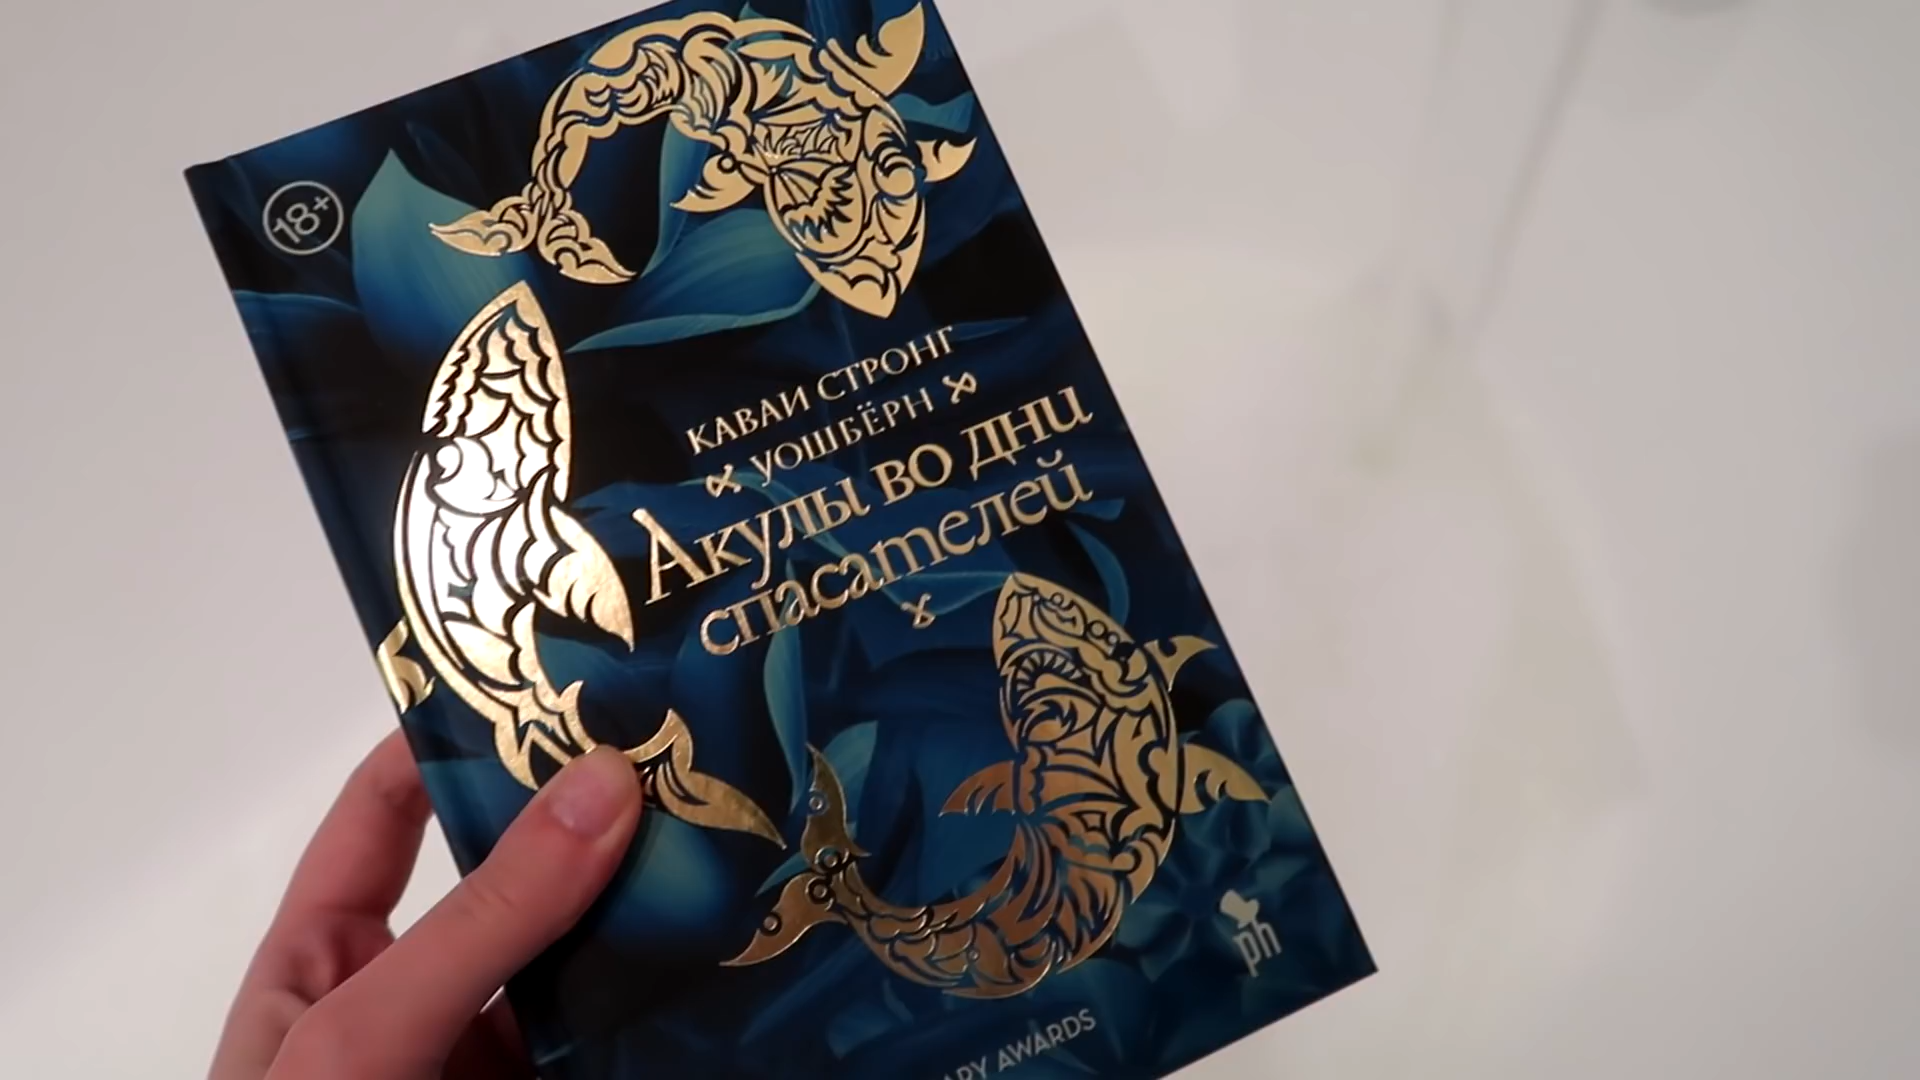 18+
КАВАИ СТРОНГ
УОШБЁРН
Акулы во дни
спасателей
ph
AWARDS